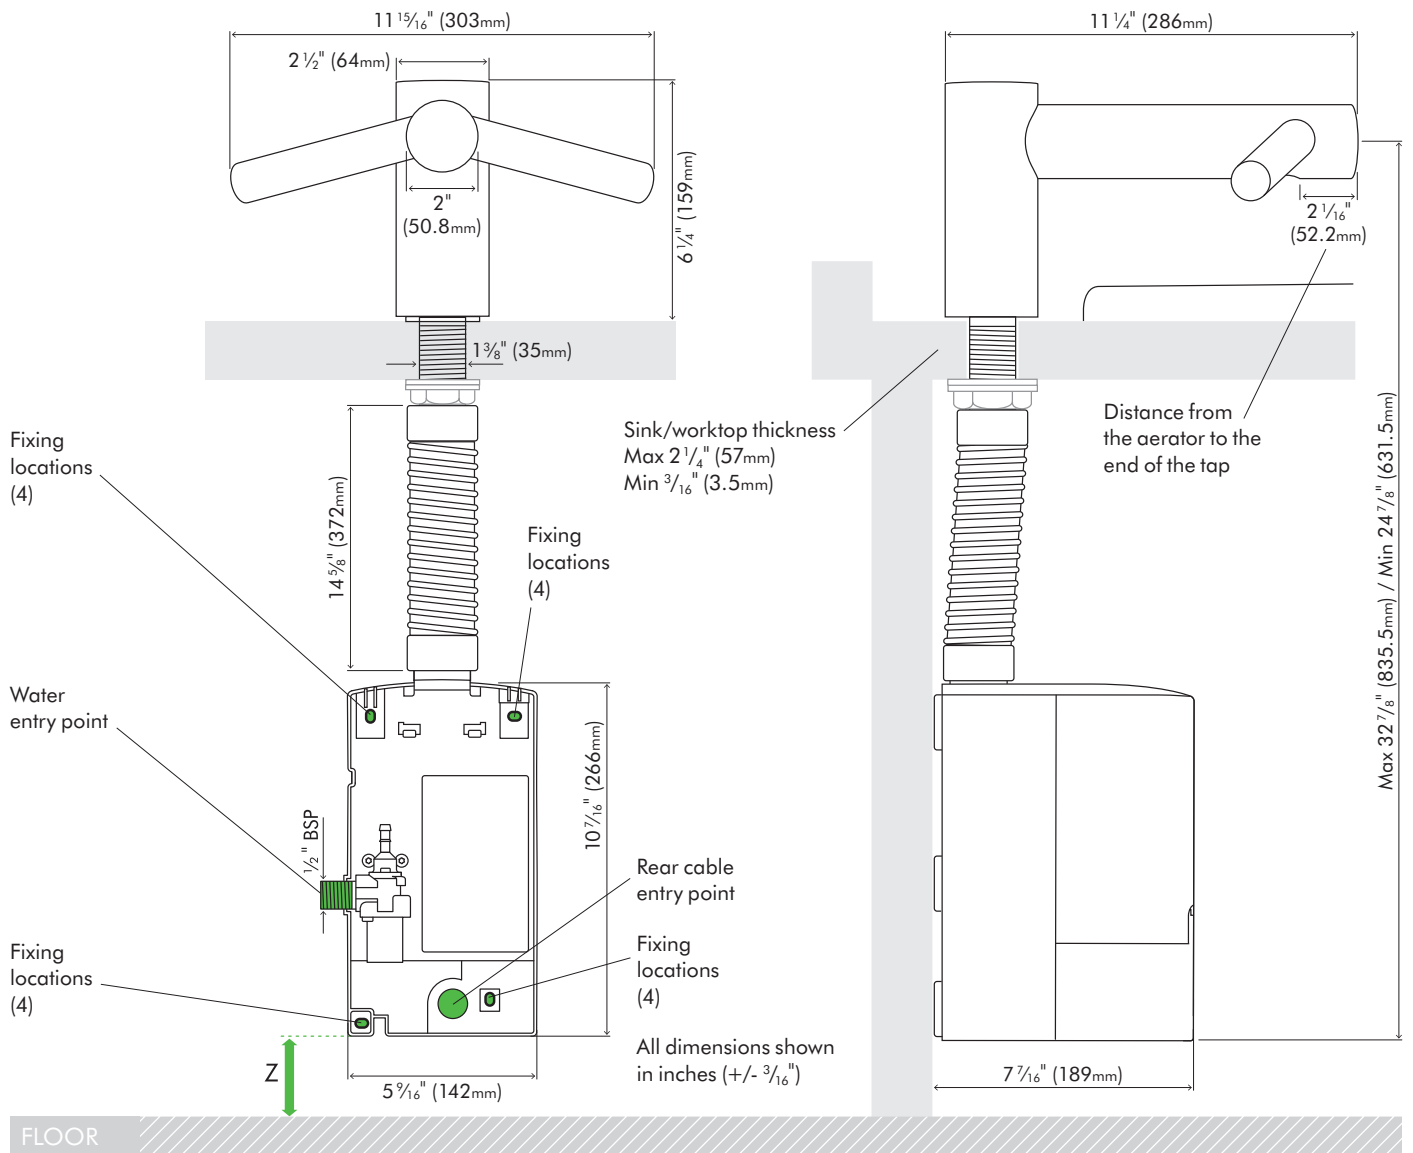 11 15/16" (303mm)
11 1/4" (286mm)
2 1/2" (64mm)
2"
(50.8mm)
6 1/4" (159mm)
2 1/16"
(52.2mm)
1 3/8" (35mm)
Sink/worktop thickness
Max 2 1/4" (57mm)
Min 3/16" (3.5mm)
Distance from
the aerator to the
end of the tap
Max 32 7/8" (835.5mm) / Min 24 7/8" (631.5mm)
Fixing
locations
(4)
14 5/8" (372mm)
Fixing
locations
(4)
Water
entry point
10 7/16" (266mm)
1/2" BSP
Rear cable
entry point
Fixing
locations
(4)
Fixing
locations
(4)
All dimensions shown
in inches (+/- 3/16")
Z
5 9/16" (142mm)
7 7/16" (189mm)
FLOOR